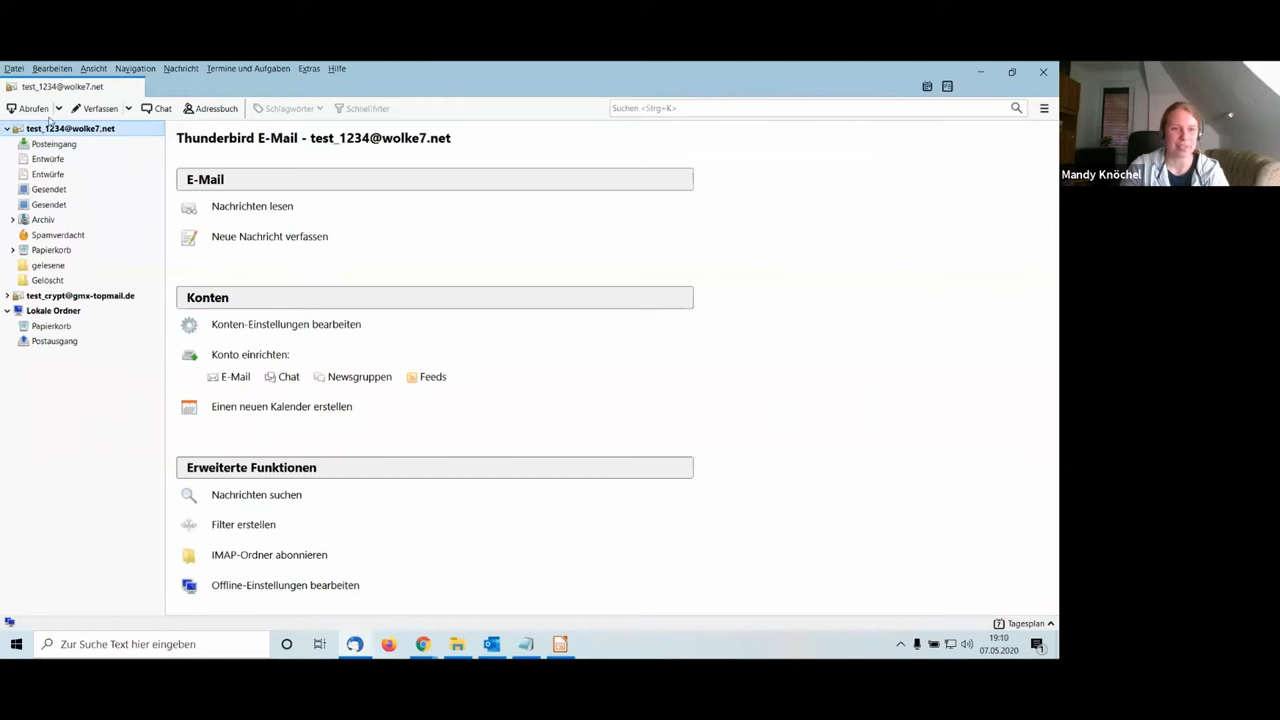 Datei Bearbeiten Ansicht Navigation Nachricht Termine und Aufgaben Extras Hilfe
test_1234@wolke7.net
Abrufen Verfassen Chat Adressbuch Schlagwörter Schnellfilter Suchen <Strg+K>
test_1234@wolke7.net
Posteingang
Entwürfe
Entwürfe
Gesendet
Gesendet
Archiv
Spamverdacht
Papierkorb
gelesene
Gelöscht
test_crypt@gmx-topmail.de
Lokale Ordner
Papierkorb
Postausgang
Thunderbird E-Mail - test_1234@wolke7.net
E-Mail
Nachrichten lesen
Neue Nachricht verfassen
Konten
Konten-Einstellungen bearbeiten
Konto einrichten:
E-Mail Chat Newsgruppen Feeds
Einen neuen Kalender erstellen
Erweiterte Funktionen
Nachrichten suchen
Filter erstellen
IMAP-Ordner abonnieren
Offline-Einstellungen bearbeiten
Mandy Knöchel
7 Tagesplan
Zur Suche Text hier eingeben
19:10
07.05.2020
1